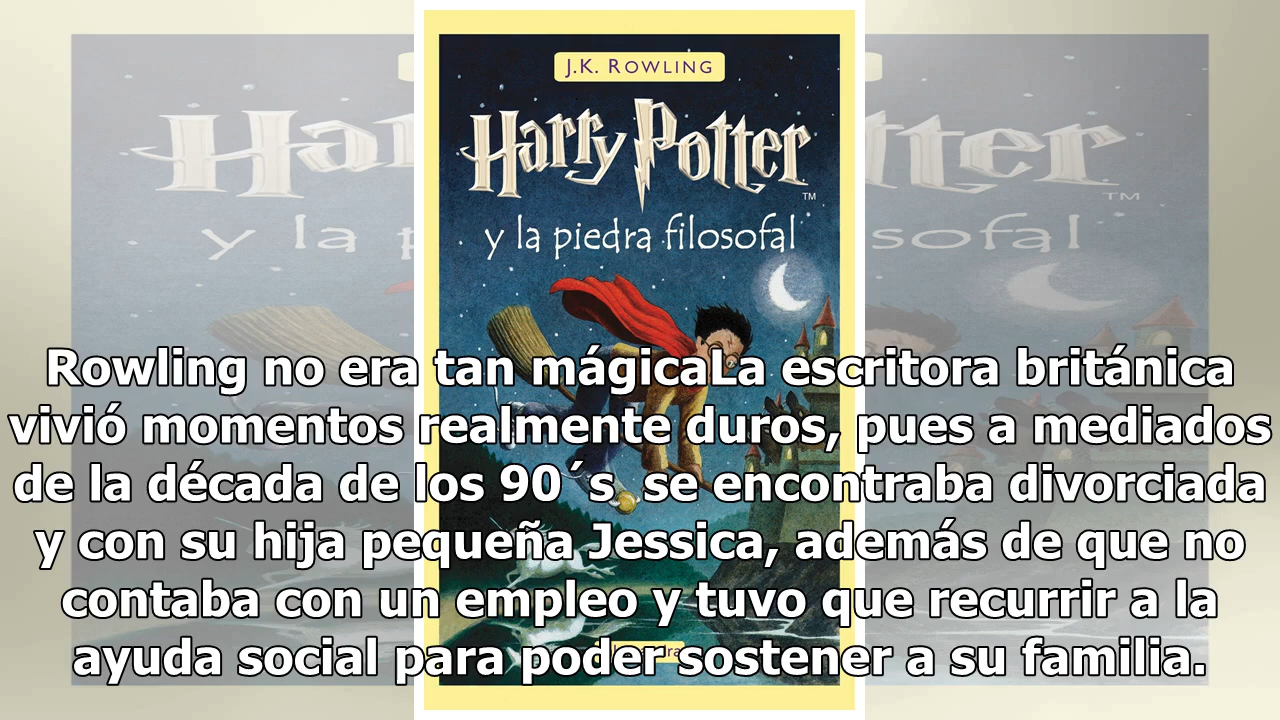 J.K. ROWLING
Harry Potter
TM
y la piedra filosofal
Rowling no era tan mágicaLa escritora británica
vivió momentos realmente duros, pues a mediados
de la década de los 90´s  se encontraba divorciada
y con su hija pequeña Jessica, además de que no
contaba con un empleo y tuvo que recurrir a la
ayuda social para poder sostener a su familia.